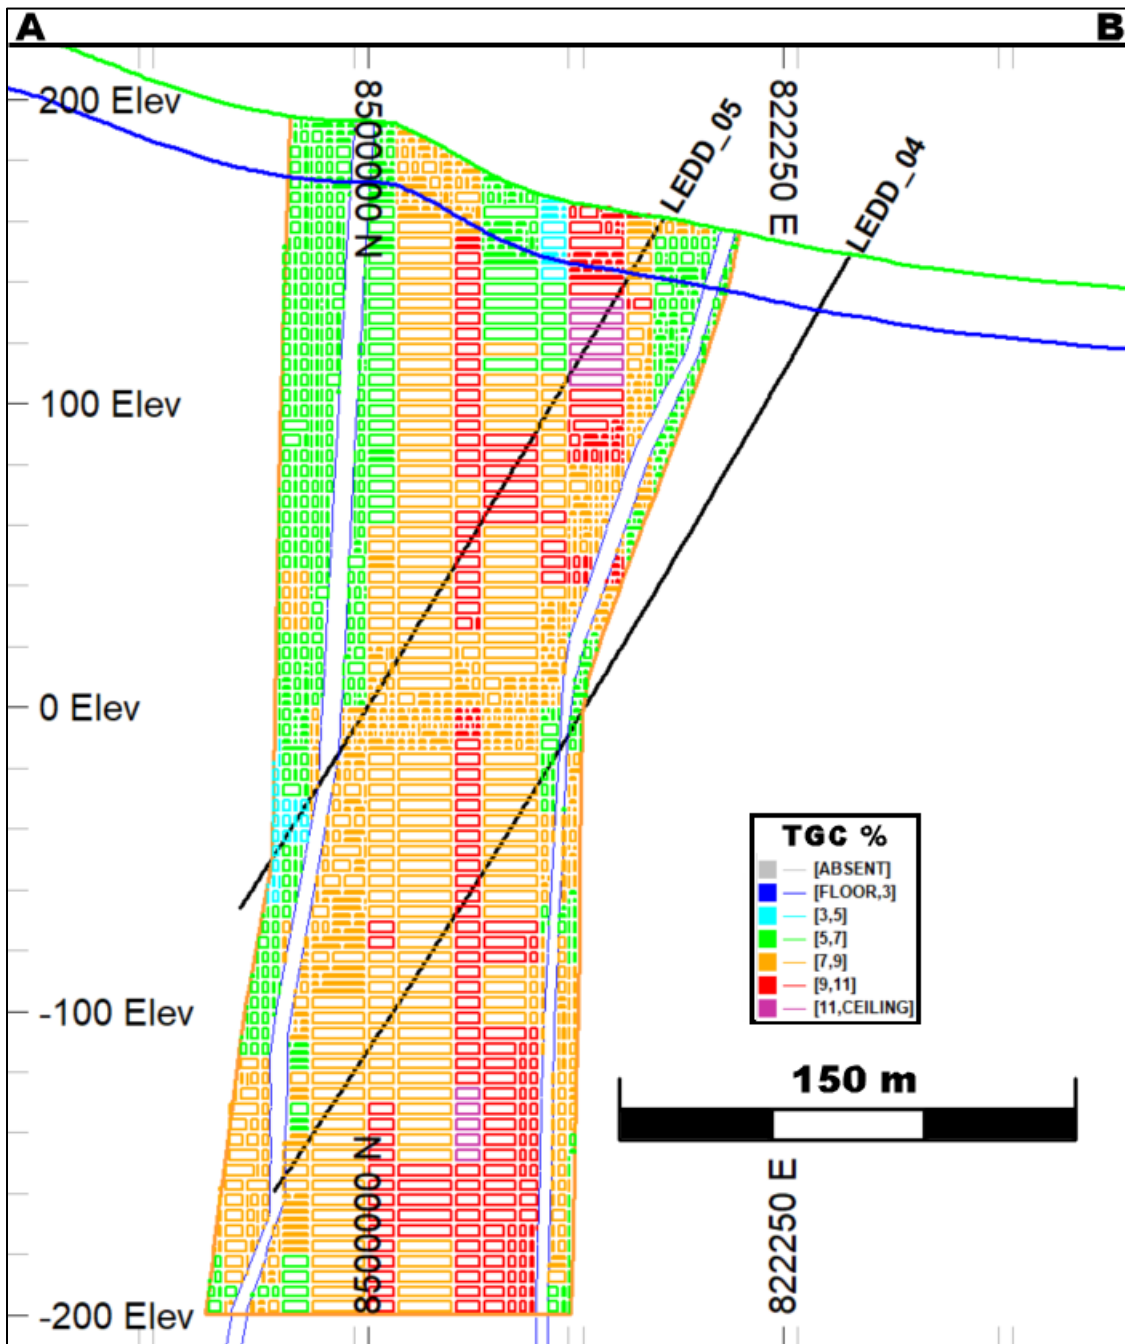 A
B
200 Elev
8500000 N
LEDD_05
822250 E
LEDD_04
100 Elev
0 Elev
-100 Elev
-200 Elev
TGC %
[ABSENT]
[FLOOR,3]
[3,5]
[5,7]
[7,9]
[9,11]
[11,CEILING]
150 m
8500000 N
822250 E